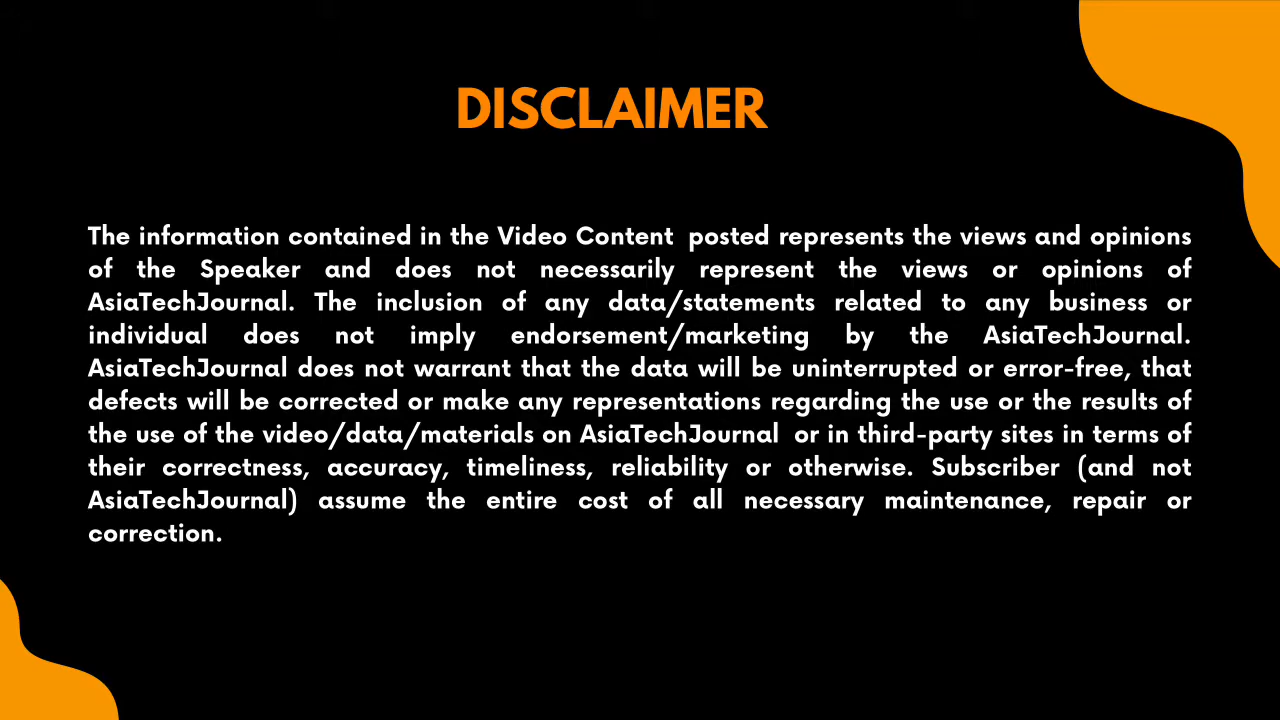 DISCLAIMER
The information contained in the Video Content posted represents the views and opinions
of the Speaker and does not necessarily represent the views or opinions of
AsiaTechJournal. The inclusion of any data/statements related to any business or
individual does not imply endorsement/marketing by the AsiaTechJournal.
AsiaTechJournal does not warrant that the data will be uninterrupted or error-free, that
defects will be corrected or make any representations regarding the use or the results of
the use of the video/data/materials on AsiaTechJournal or in third-party sites in terms of
their correctness, accuracy, timeliness, reliability or otherwise. Subscriber (and not
AsiaTechJournal) assume the entire cost of all necessary maintenance, repair or
correction.